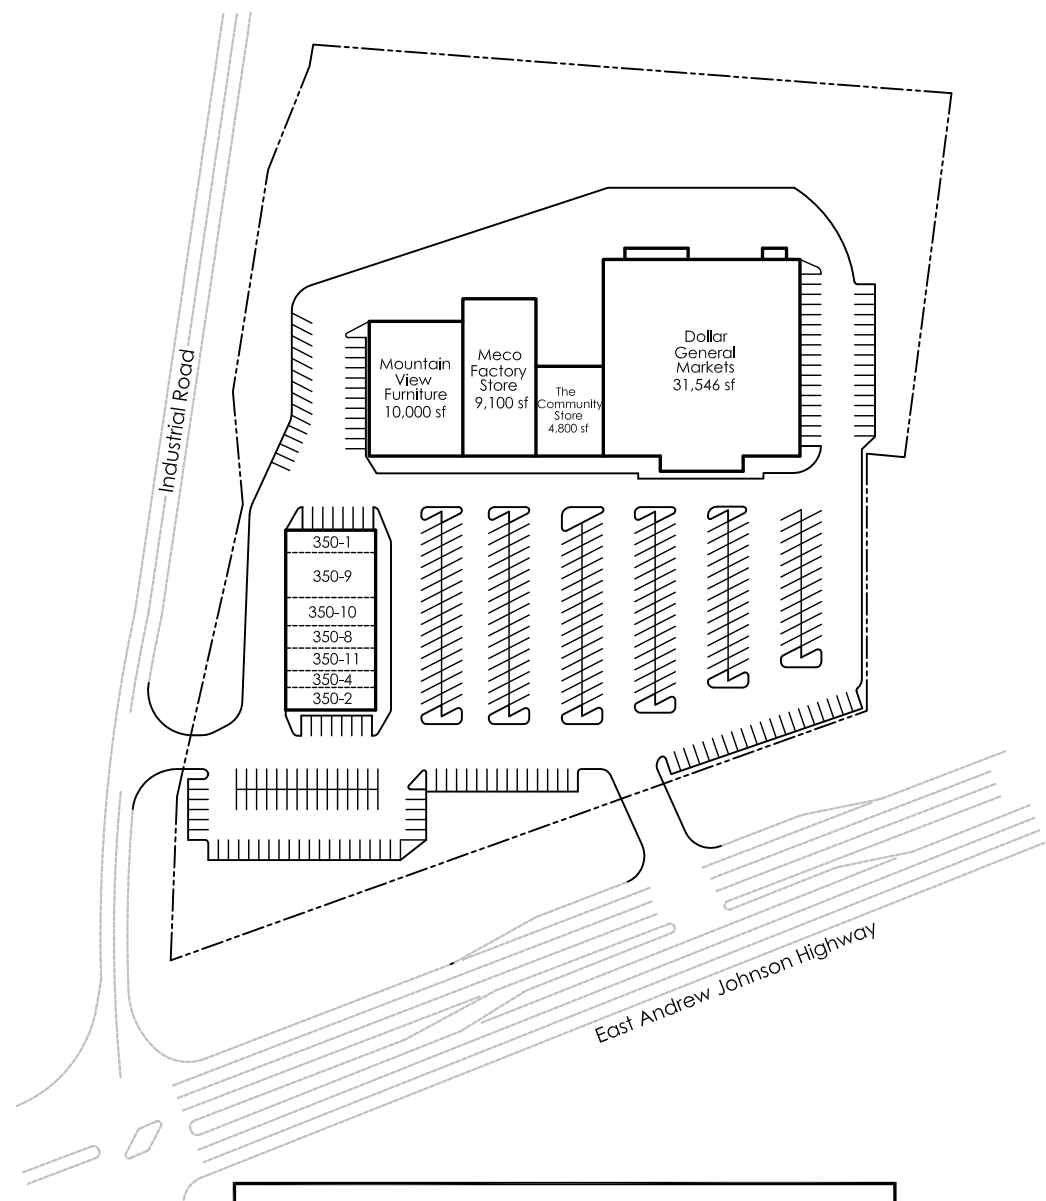 Industrial Road
Mountain
View
Furniture
10,000 sf
Meco
Factory
Store
9,100 sf
The
Community
Store
4,800 sf
Dollar
General
Markets
31,546 sf
350-1
350-9
350-10
350-8
350-11
350-4
350-2
East Andrew Johnson Highway